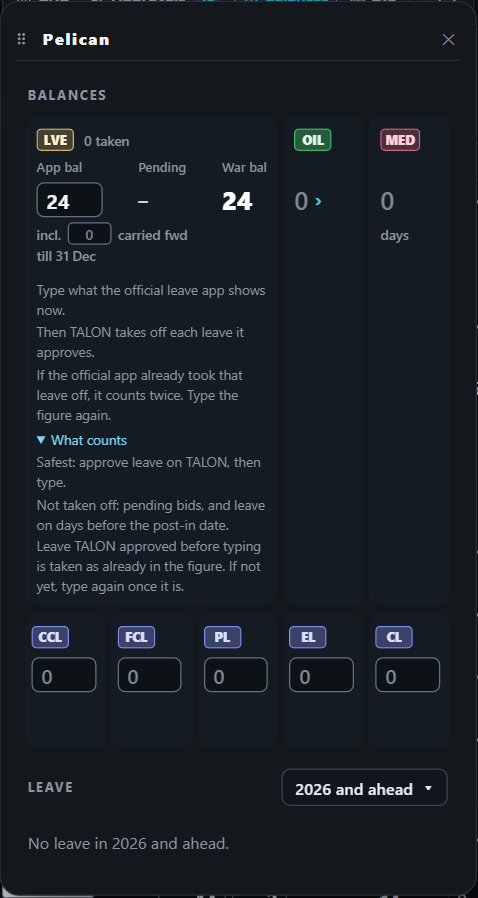 Pelican
BALANCES
LVE 0 taken
OIL
MED
App bal Pending War bal
24 – 24
0 ›
0
incl. 0 carried fwd
days
till 31 Dec
Type what the official leave app shows
now.
Then TALON takes off each leave it
approves.
If the official app already took that
leave off, it counts twice. Type the
figure again.
▼ What counts
Safest: approve leave on TALON, then
type.
Not taken off: pending bids, and leave
on days before the post-in date.
Leave TALON approved before typing
is taken as already in the figure. If not
yet, type again once it is.
CCL FCL PL EL CL
0 0 0 0 0
LEAVE 2026 and ahead
No leave in 2026 and ahead.